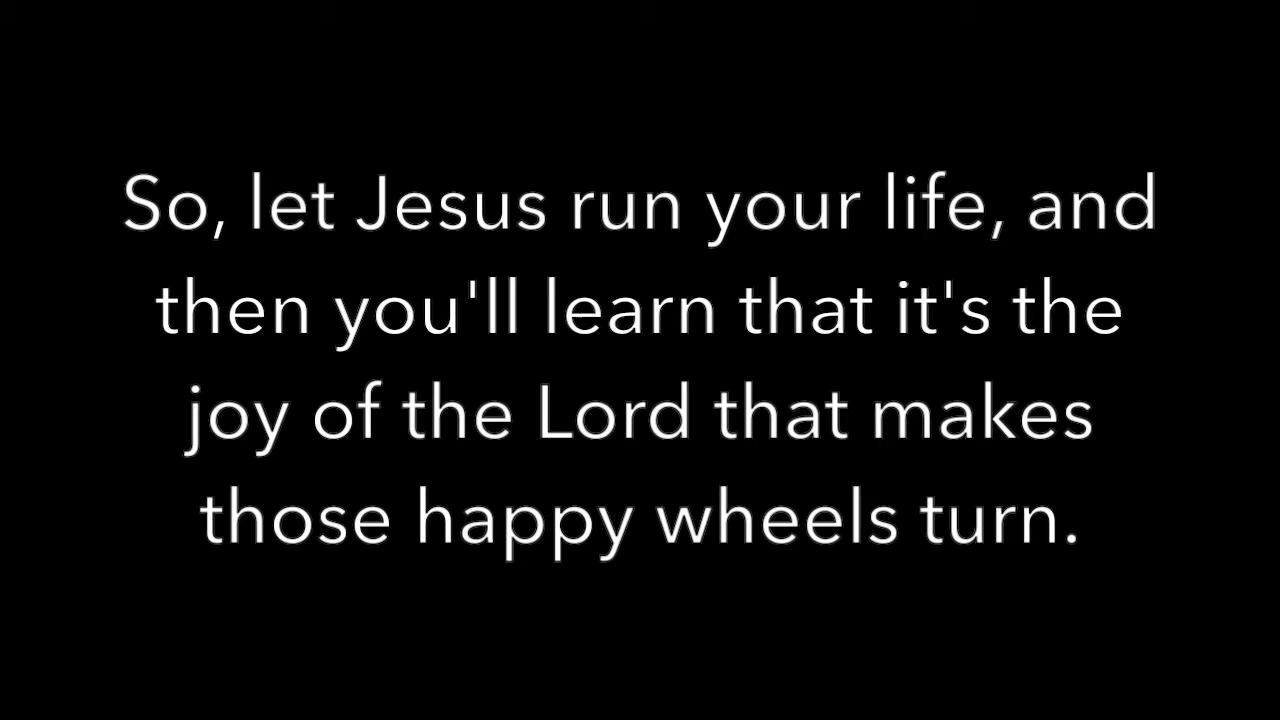 So, let Jesus run your life, and
then you'll learn that it's the
joy of the Lord that makes
those happy wheels turn.